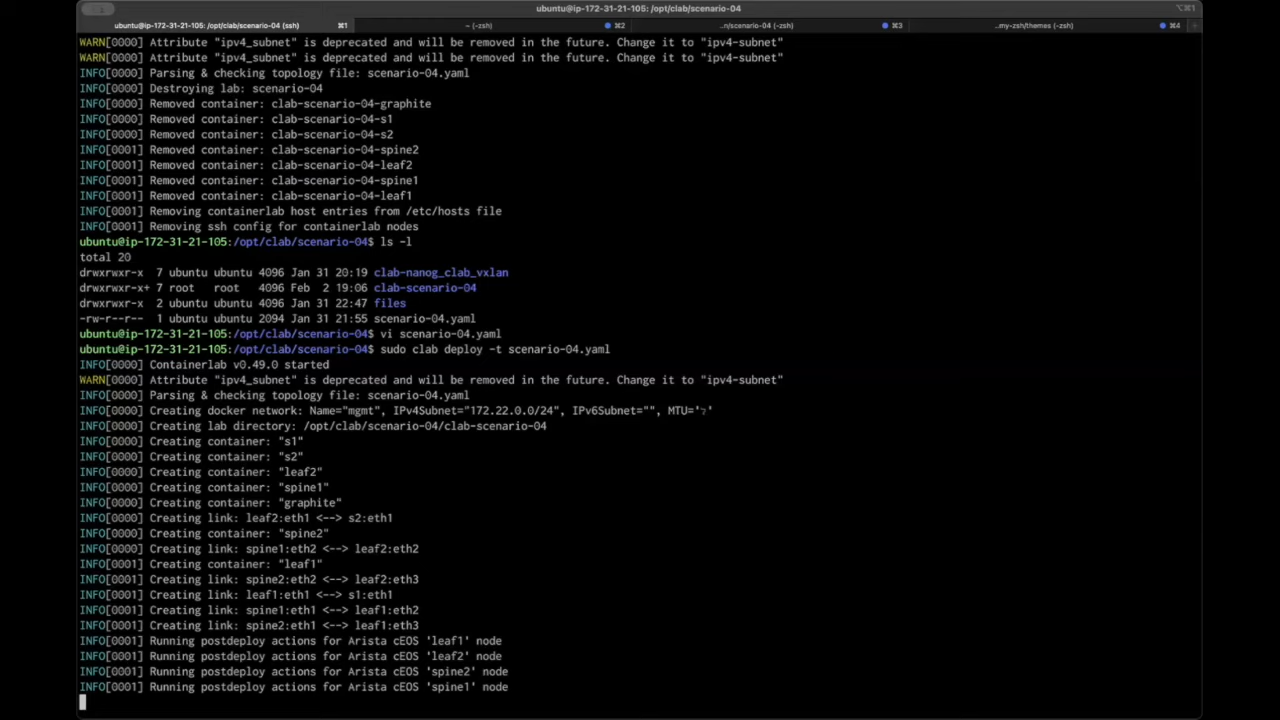 ubuntu@ip-172-31-21-105: /opt/clab/scenario-04
⌥⌘1
ubuntu@ip-172-31-21-105:/opt/clab/scenario-04 (ssh) ⌘1 ~ (-zsh) ⌘2 ..n/scenario-04 (-zsh) ⌘3 ...my-zsh/themes (-zsh) ⌘4
WARN[0000] Attribute "ipv4_subnet" is deprecated and will be removed in the future. Change it to "ipv4-subnet"
WARN[0000] Attribute "ipv4_subnet" is deprecated and will be removed in the future. Change it to "ipv4-subnet"
INFO[0000] Parsing & checking topology file: scenario-04.yaml
INFO[0000] Destroying lab: scenario-04
INFO[0000] Removed container: clab-scenario-04-graphite
INFO[0001] Removed container: clab-scenario-04-s1
INFO[0001] Removed container: clab-scenario-04-s2
INFO[0001] Removed container: clab-scenario-04-spine2
INFO[0001] Removed container: clab-scenario-04-leaf2
INFO[0001] Removed container: clab-scenario-04-spine1
INFO[0001] Removed container: clab-scenario-04-leaf1
INFO[0001] Removing containerlab host entries from /etc/hosts file
INFO[0001] Removing ssh config for containerlab nodes
ubuntu@ip-172-31-21-105:/opt/clab/scenario-04$ ls -l
total 20
drwxrwxr-x 7 ubuntu ubuntu 4096 Jan 31 20:19 clab-nanog_clab_vxlan
drwxrwxr-x+ 7 root root 4096 Feb 2 19:06 clab-scenario-04
drwxrwxr-x 2 ubuntu ubuntu 4096 Jan 31 22:47 files
-rw-r--r-- 1 ubuntu ubuntu 2094 Jan 31 21:55 scenario-04.yaml
ubuntu@ip-172-31-21-105:/opt/clab/scenario-04$ vi scenario-04.yaml
ubuntu@ip-172-31-21-105:/opt/clab/scenario-04$ sudo clab deploy -t scenario-04.yaml
INFO[0000] Containerlab v0.49.0 started
WARN[0000] Attribute "ipv4_subnet" is deprecated and will be removed in the future. Change it to "ipv4-subnet"
INFO[0000] Parsing & checking topology file: scenario-04.yaml
INFO[0000] Creating docker network: Name="mgmt", IPv4Subnet="172.22.0.0/24", IPv6Subnet="", MTU='ל'
INFO[0000] Creating lab directory: /opt/clab/scenario-04/clab-scenario-04
INFO[0000] Creating container: "s1"
INFO[0000] Creating container: "s2"
INFO[0000] Creating container: "leaf2"
INFO[0000] Creating container: "spine1"
INFO[0000] Creating container: "graphite"
INFO[0000] Creating link: leaf2:eth1 <--> s2:eth1
INFO[0000] Creating container: "spine2"
INFO[0000] Creating link: spine1:eth2 <--> leaf2:eth2
INFO[0001] Creating container: "leaf1"
INFO[0001] Creating link: spine2:eth2 <--> leaf2:eth3
INFO[0001] Creating link: leaf1:eth1 <--> s1:eth1
INFO[0001] Creating link: spine1:eth1 <--> leaf1:eth2
INFO[0001] Creating link: spine2:eth1 <--> leaf1:eth3
INFO[0001] Running postdeploy actions for Arista cEOS 'leaf1' node
INFO[0001] Running postdeploy actions for Arista cEOS 'leaf2' node
INFO[0001] Running postdeploy actions for Arista cEOS 'spine2' node
INFO[0001] Running postdeploy actions for Arista cEOS 'spine1' node